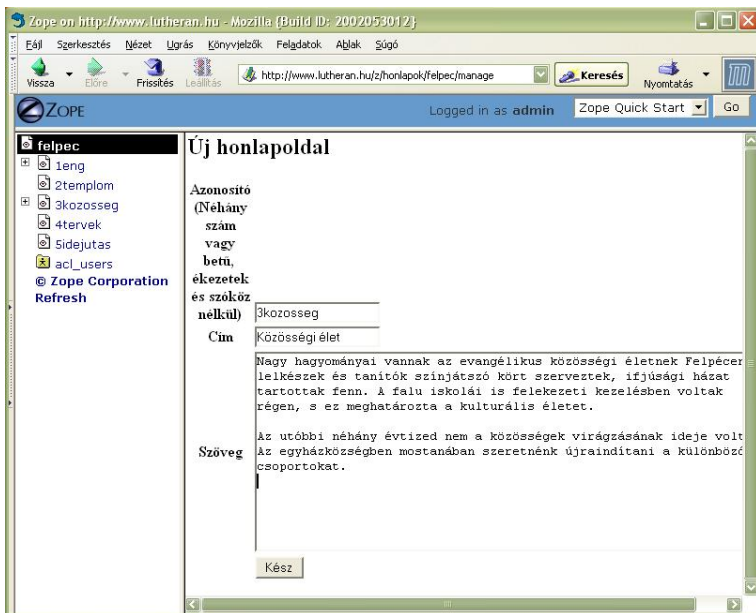 Zope on http://www.lutheran.hu - Mozilla {Build ID: 2002053012}
Fájl Szerkesztés Nézet Ugrás Könyvjelzők Feladatok Ablak Súgó
Vissza Előre Frissítés Leállítás http://www.lutheran.hu/z/honlapok/felpec/manage Keresés Nyomtatás
ZOPE Logged in as admin Zope Quick Start Go
felpec
1eng
2templom
3kozosseg
4tervek
5idejutas
acl_users
© Zope Corporation
Refresh
Új honlapoldal
Azonosító
(Néhány
szám
vagy
betű,
ékezetek
és szóköz
nélkül) 3kozosseg
Cím Közösségi élet
Szöveg
Nagy hagyományai vannak az evangélikus közösségi életnek Felpécen
lelkészek és tanítók színjátszó kört szerveztek, ifjúsági házat
tartottak fenn. A falu iskolái is felekezeti kezelésben voltak
régen, s ez meghatározta a kulturális életet.
Az utóbbi néhány évtized nem a közösségek virágzásának ideje volt
Az egyházközségben mostanában szeretnénk újraindítani a különböző
csoportokat.
Kész